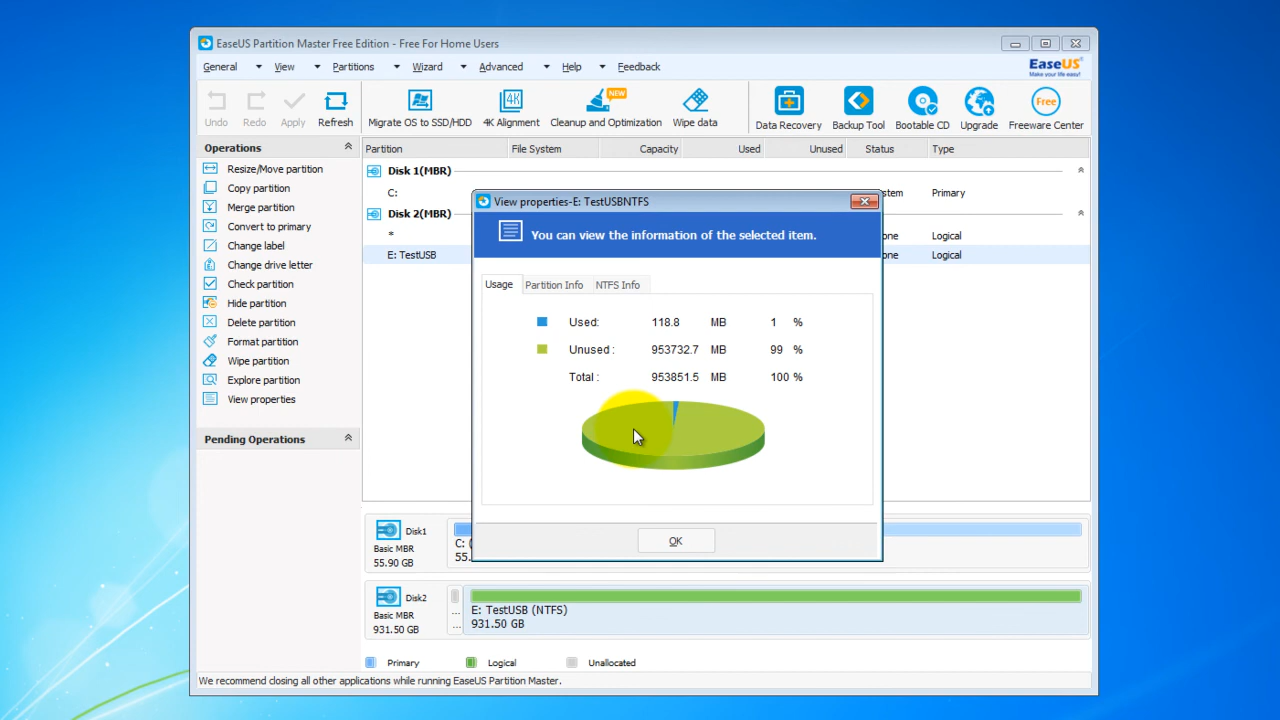 EaseUS Partition Master Free Edition - Free For Home Users
General View Partitions Wizard Advanced Help Feedback
EaseUS
Make your life easy!
NEW
4K
Free
Undo Redo Apply Refresh Migrate OS to SSD/HDD 4K Alignment Cleanup and Optimization Wipe data Data Recovery Backup Tool Bootable CD Upgrade Freeware Center
Operations
Resize/Move partition
Copy partition
Merge partition
Convert to primary
Change label
Change drive letter
Check partition
Hide partition
Delete partition
Format partition
Wipe partition
Explore partition
View properties
Pending Operations
Partition File System Capacity Used Unused Status Type
Disk 1(MBR)
C: stem Primary
Disk 2(MBR)
* one Logical
E: TestUSB one Logical
View properties-E: TestUSBNTFS
You can view the information of the selected item.
Usage Partition Info NTFS Info
Used: 118.8 MB 1 %
Unused : 953732.7 MB 99 %
Total : 953851.5 MB 100 %
OK
Disk1
Basic MBR
55.90 GB
C: (
55.
Disk2
Basic MBR
931.50 GB
...
...
E: TestUSB (NTFS)
931.50 GB
Primary Logical Unallocated
We recommend closing all other applications while running EaseUS Partition Master.